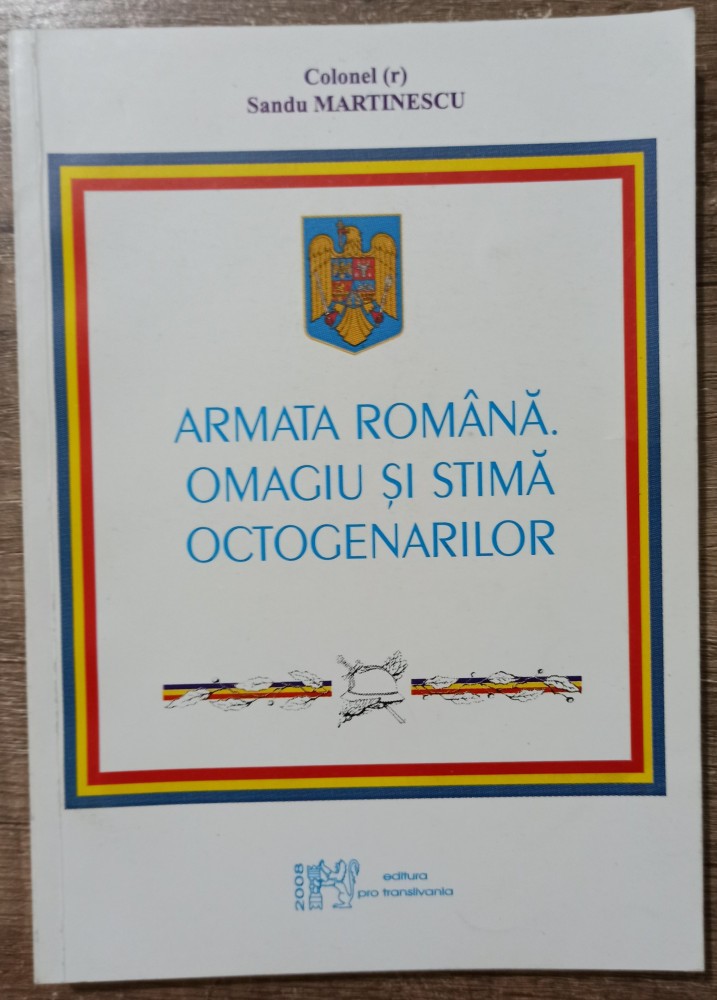 Colonel (r)
Sandu MARTINESCU
ARMATA ROMÂNĂ.
OMAGIU ȘI STIMĂ
OCTOGENARILOR
2008
editura
pro transilvania